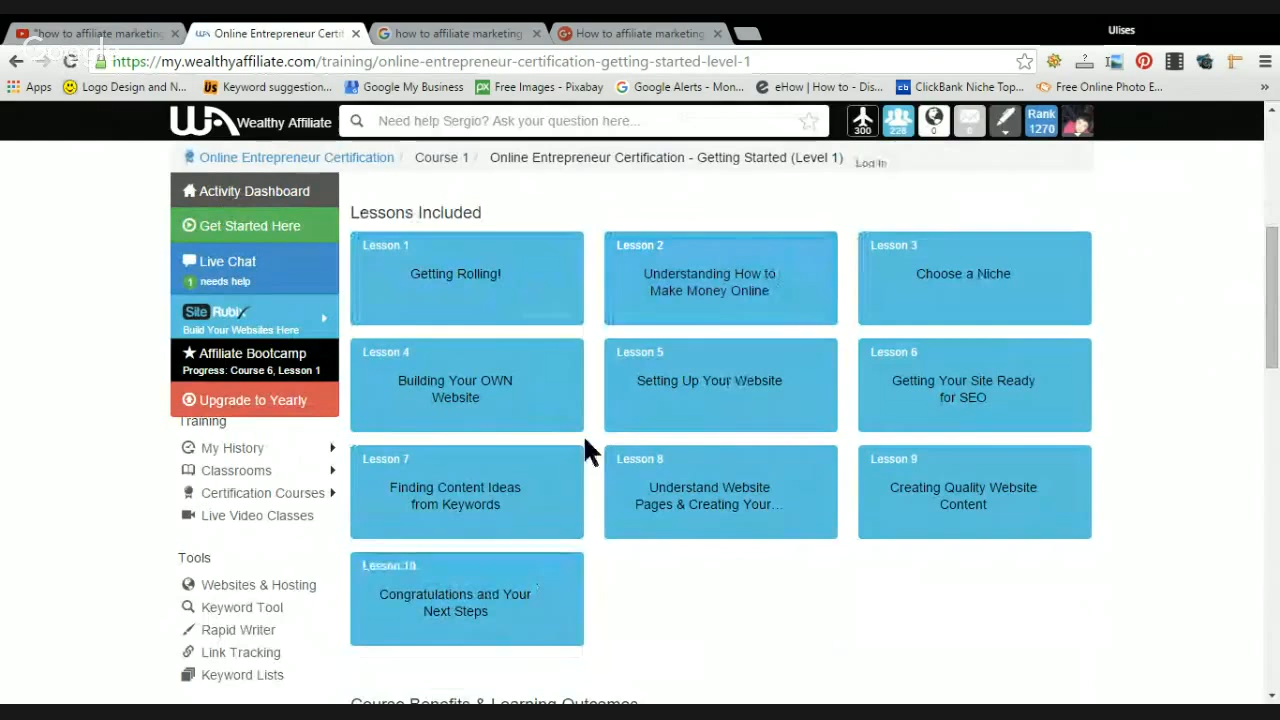 Ulises
"how to affiliate marketing
Online Entrepreneur Certif
how to affiliate marketing
How to affiliate marketing
https://my.wealthyaffiliate.com/training/online-entrepreneur-certification-getting-started-level-1
Apps
Logo Design and N...
Keyword suggestion...
Google My Business
Free Images - Pixabay
Google Alerts - Mon...
eHow | How to - Dis...
ClickBank Niche Top...
Free Online Photo E...
WA Wealthy Affiliate
Need help Sergio? Ask your question here...
300
228
0
0
Rank
1270
Online Entrepreneur Certification / Course 1 / Online Entrepreneur Certification - Getting Started (Level 1)
Log In
Activity Dashboard
Get Started Here
Live Chat
1 needs help
Site Rubix
Build Your Websites Here
Affiliate Bootcamp
Progress: Course 6, Lesson 1
Upgrade to Yearly
Training
My History
Classrooms
Certification Courses
Live Video Classes
Tools
Websites & Hosting
Keyword Tool
Rapid Writer
Link Tracking
Keyword Lists
Lessons Included
Lesson 1
Getting Rolling!
Lesson 2
Understanding How to
Make Money Online
Lesson 3
Choose a Niche
Lesson 4
Building Your OWN
Website
Lesson 5
Setting Up Your Website
Lesson 6
Getting Your Site Ready
for SEO
Lesson 7
Finding Content Ideas
from Keywords
Lesson 8
Understand Website
Pages & Creating Your...
Lesson 9
Creating Quality Website
Content
Lesson 10
Congratulations and Your
Next Steps
Course Benefits & Learning Outcomes